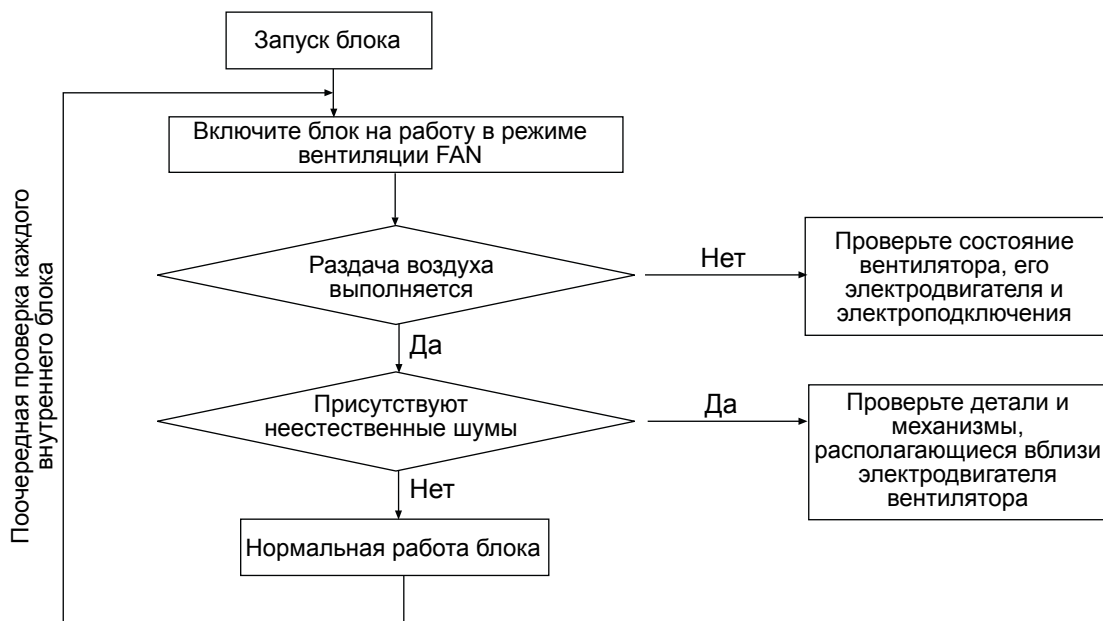 Запуск блока
Включите блок на работу в режиме
вентиляции FAN
Раздача воздуха
выполняется
Нет
Проверьте состояние
вентилятора, его
электродвигателя и
электроподключения
Да
Присутствуют
неестественные шумы
Да
Проверьте детали и
механизмы,
располагающиеся вблизи
электродвигателя
вентилятора
Нет
Нормальная работа блока
Поочередная проверка каждого
внутреннего блока